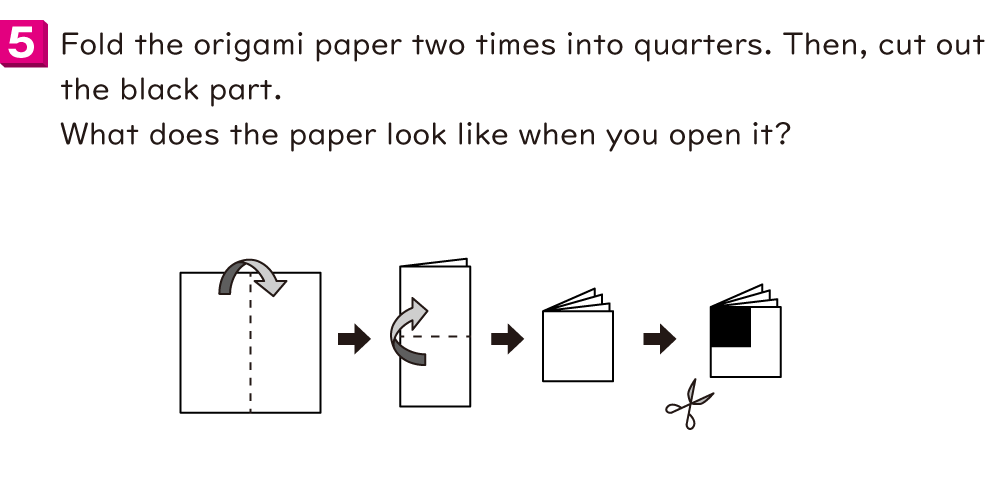 5 Fold the origami paper two times into quarters. Then, cut out
the black part.
What does the paper look like when you open it?